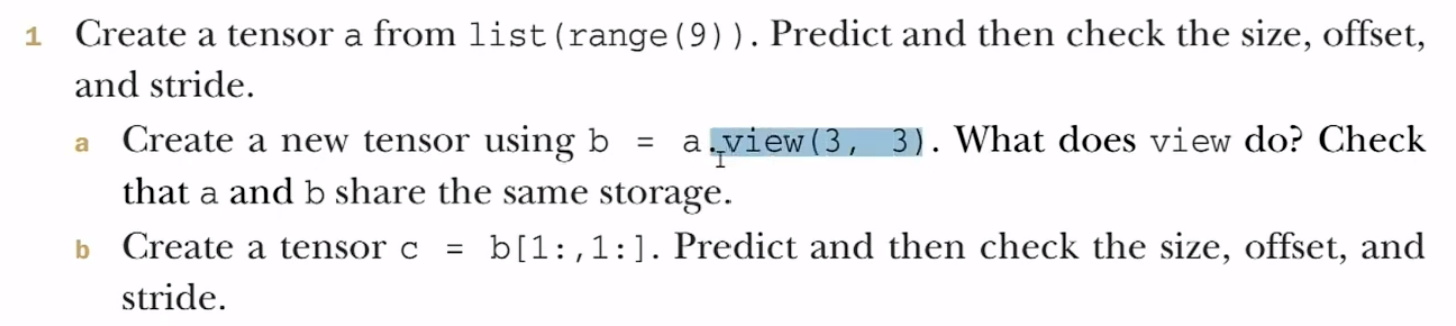 1 Create a tensor a from list(range(9)). Predict and then check the size, offset,
and stride.
a Create a new tensor using b = a.view(3, 3). What does view do? Check
that a and b share the same storage.
b Create a tensor c = b[1:,1:]. Predict and then check the size, offset, and
stride.